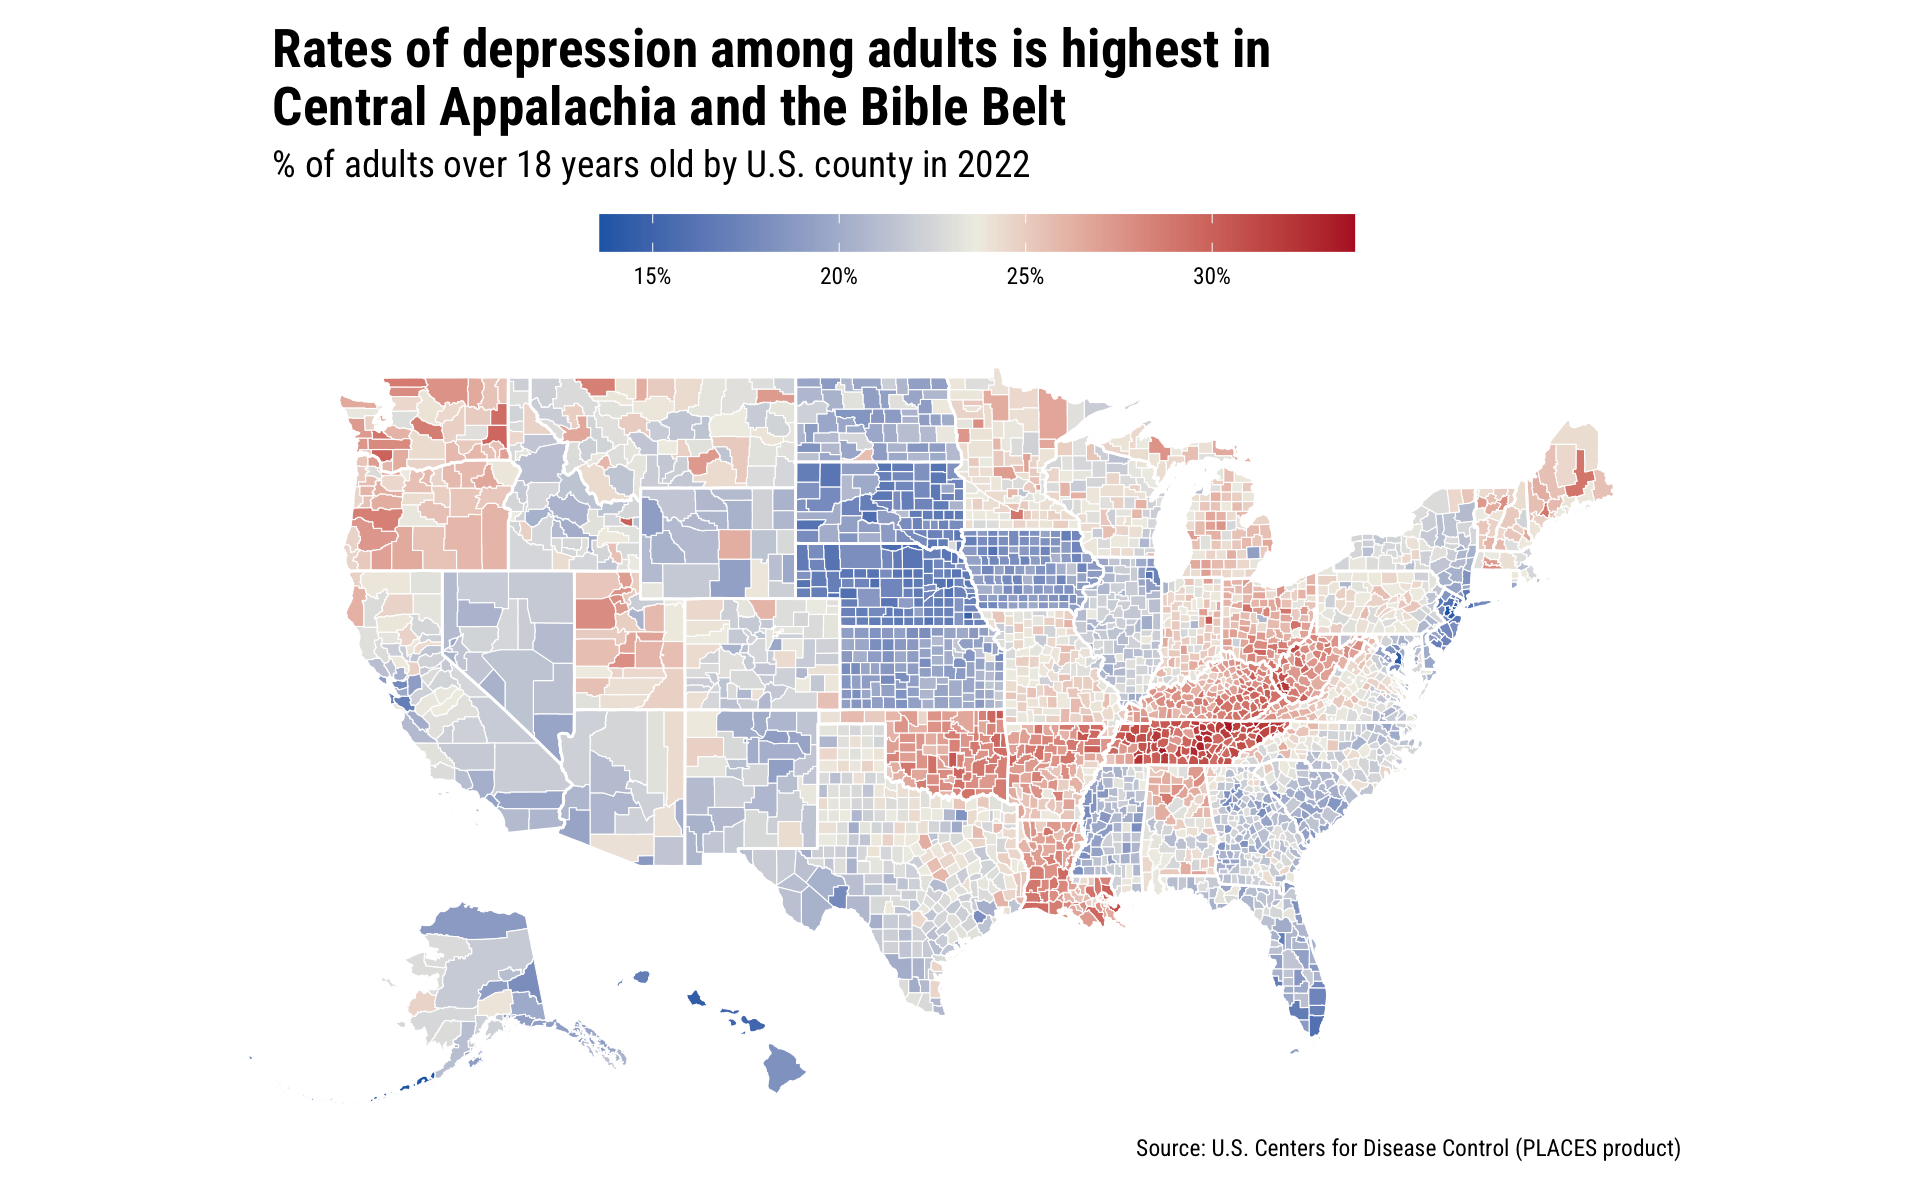 Rates of depression among adults is highest in
Central Appalachia and the Bible Belt
% of adults over 18 years old by U.S. county in 2022
15% 20% 25% 30%
Source: U.S. Centers for Disease Control (PLACES product)